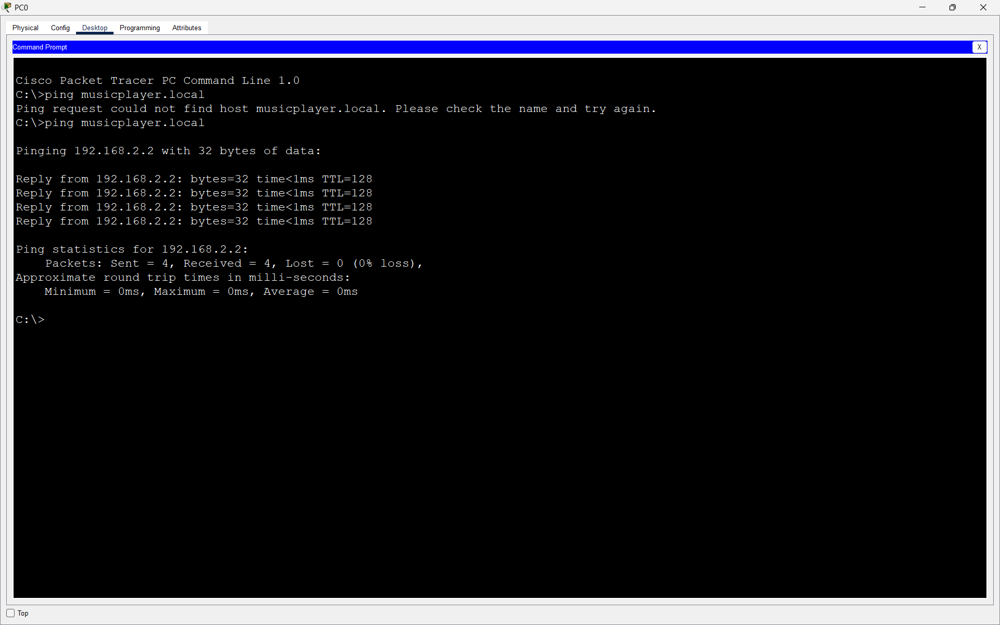 PC0
Physical Config Desktop Programming Attributes
Command Prompt X
Cisco Packet Tracer PC Command Line 1.0
C:\>ping musicplayer.local
Ping request could not find host musicplayer.local. Please check the name and try again.
C:\>ping musicplayer.local
Pinging 192.168.2.2 with 32 bytes of data:
Reply from 192.168.2.2: bytes=32 time<1ms TTL=128
Reply from 192.168.2.2: bytes=32 time<1ms TTL=128
Reply from 192.168.2.2: bytes=32 time<1ms TTL=128
Reply from 192.168.2.2: bytes=32 time<1ms TTL=128
Ping statistics for 192.168.2.2:
Packets: Sent = 4, Received = 4, Lost = 0 (0% loss),
Approximate round trip times in milli-seconds:
Minimum = 0ms, Maximum = 0ms, Average = 0ms
C:\>
Top